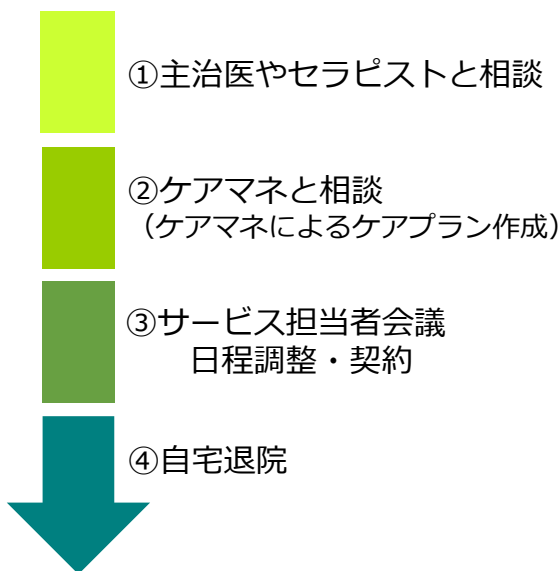 ①主治医やセラピストと相談
②ケアマネと相談
（ケアマネによるケアプラン作成）
③サービス担当者会議
日程調整・契約
④自宅退院